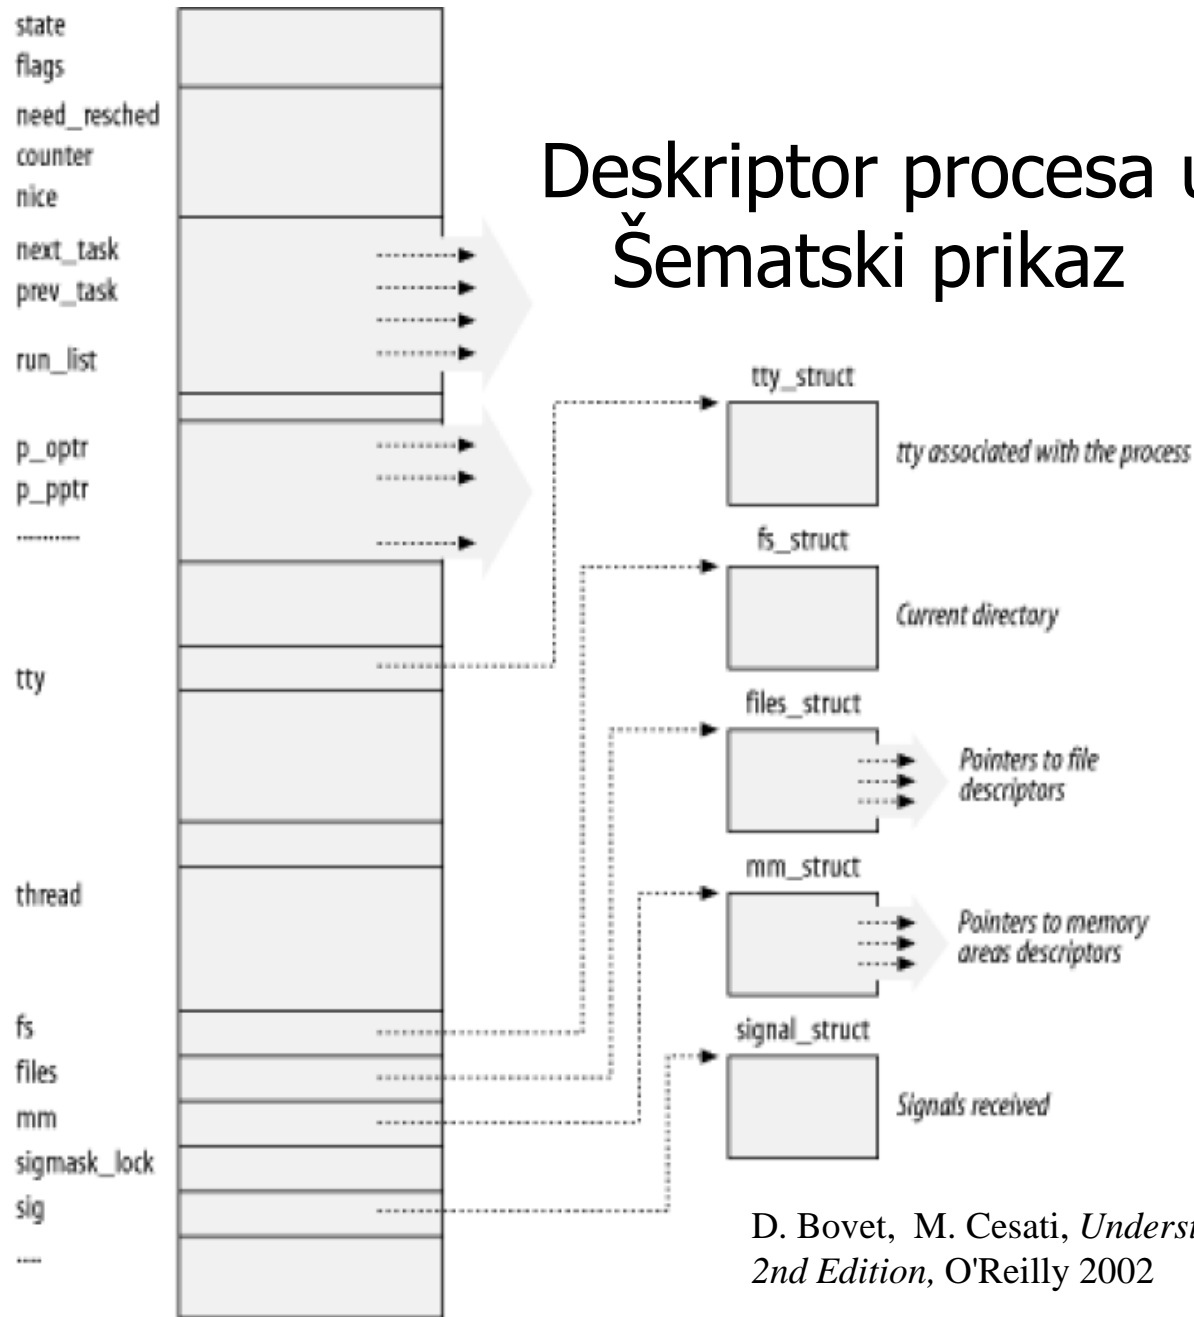 state
flags
need_resched
counter
nice
next_task
prev_task
run_list
p_optr
p_pptr
...........
tty
thread
fs
files
mm
sigmask_lock
sig
....
Deskriptor procesa u
Šematski prikaz
tty_struct
tty associated with the process
fs_struct
Current directory
files_struct
Pointers to file
descriptors
mm_struct
Pointers to memory
areas descriptors
signal_struct
Signals received
D. Bovet, M. Cesati, Underst
2nd Edition, O'Reilly 2002